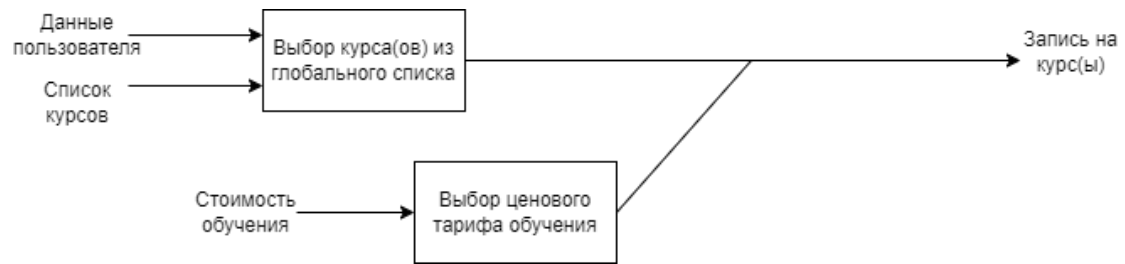 Данные
пользователя
Список
курсов
Выбор курса(ов) из
глобального списка
Запись на
курс(ы)
Стоимость
обучения
Выбор ценового
тарифа обучения